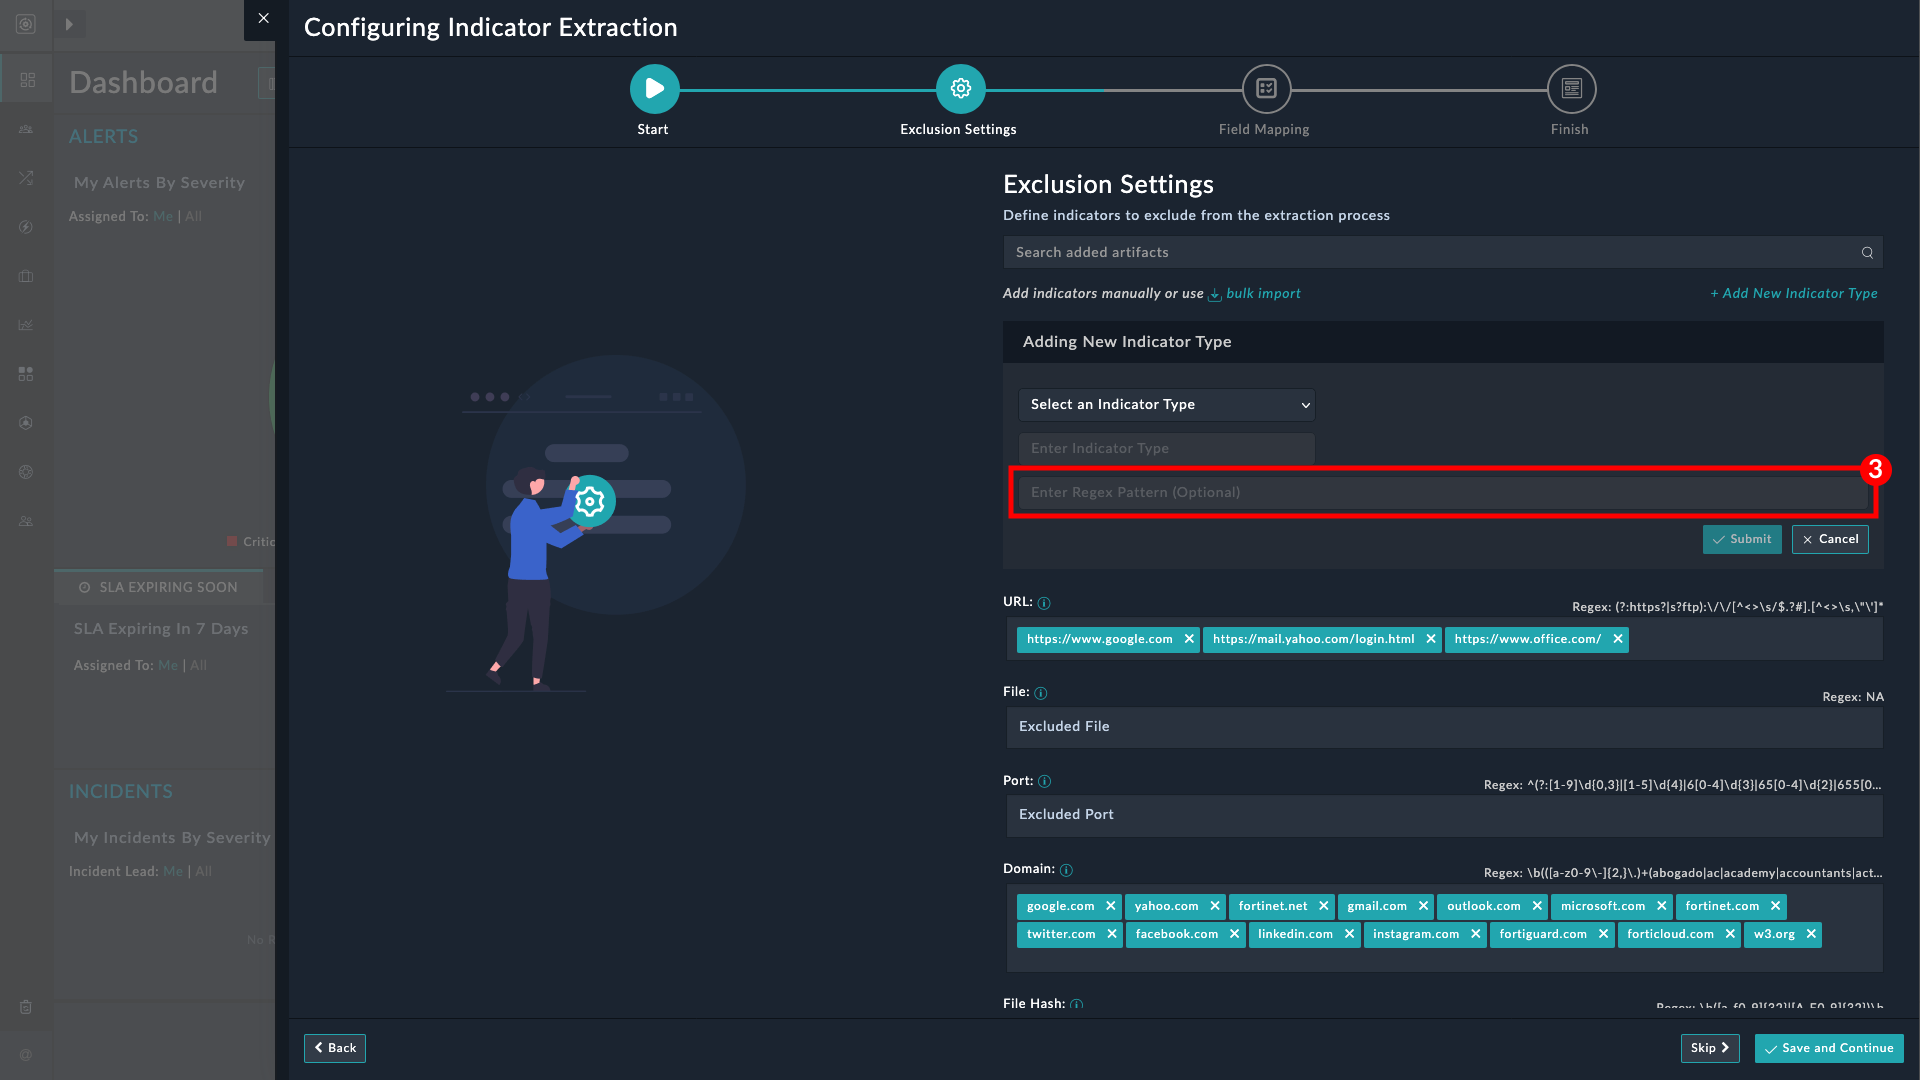 Configuring Indicator Extraction
Start
Exclusion Settings
Field Mapping
Finish
Dashboard
ALERTS
My Alerts By Severity
Assigned To: Me | All
Critic
SLA EXPIRING SOON
SLA Expiring In 7 Days
Assigned To: Me | All
INCIDENTS
My Incidents By Severity
Incident Lead: Me | All
No R
Exclusion Settings
Define indicators to exclude from the extraction process
Search added artifacts
Add indicators manually or use bulk import
+ Add New Indicator Type
Adding New Indicator Type
Select an Indicator Type
Enter Indicator Type
3
Enter Regex Pattern (Optional)
Submit
Cancel
URL:
Regex: (?:https?|s?ftp):\/\/[^<>\s/$.?#].[^<>\s,\"\']*
https://www.google.com https://mail.yahoo.com/login.html https://www.office.com/
File:
Regex: NA
Excluded File
Port:
Regex: ^(?:[1-9]\d{0,3}|[1-5]\d{4}|6[0-4]\d{3}|65[0-4]\d{2}|655[0...
Excluded Port
Domain:
Regex: \b(([a-z0-9\-]{2,}\.)+(abogado|ac|academy|accountants|act...
google.com yahoo.com fortinet.net gmail.com outlook.com microsoft.com fortinet.com
twitter.com facebook.com linkedin.com instagram.com fortiguard.com forticloud.com w3.org
File Hash:
Regex: \b([a-f0-9]{32}|[A-F0-9]{32})\b
Back
Skip
Save and Continue